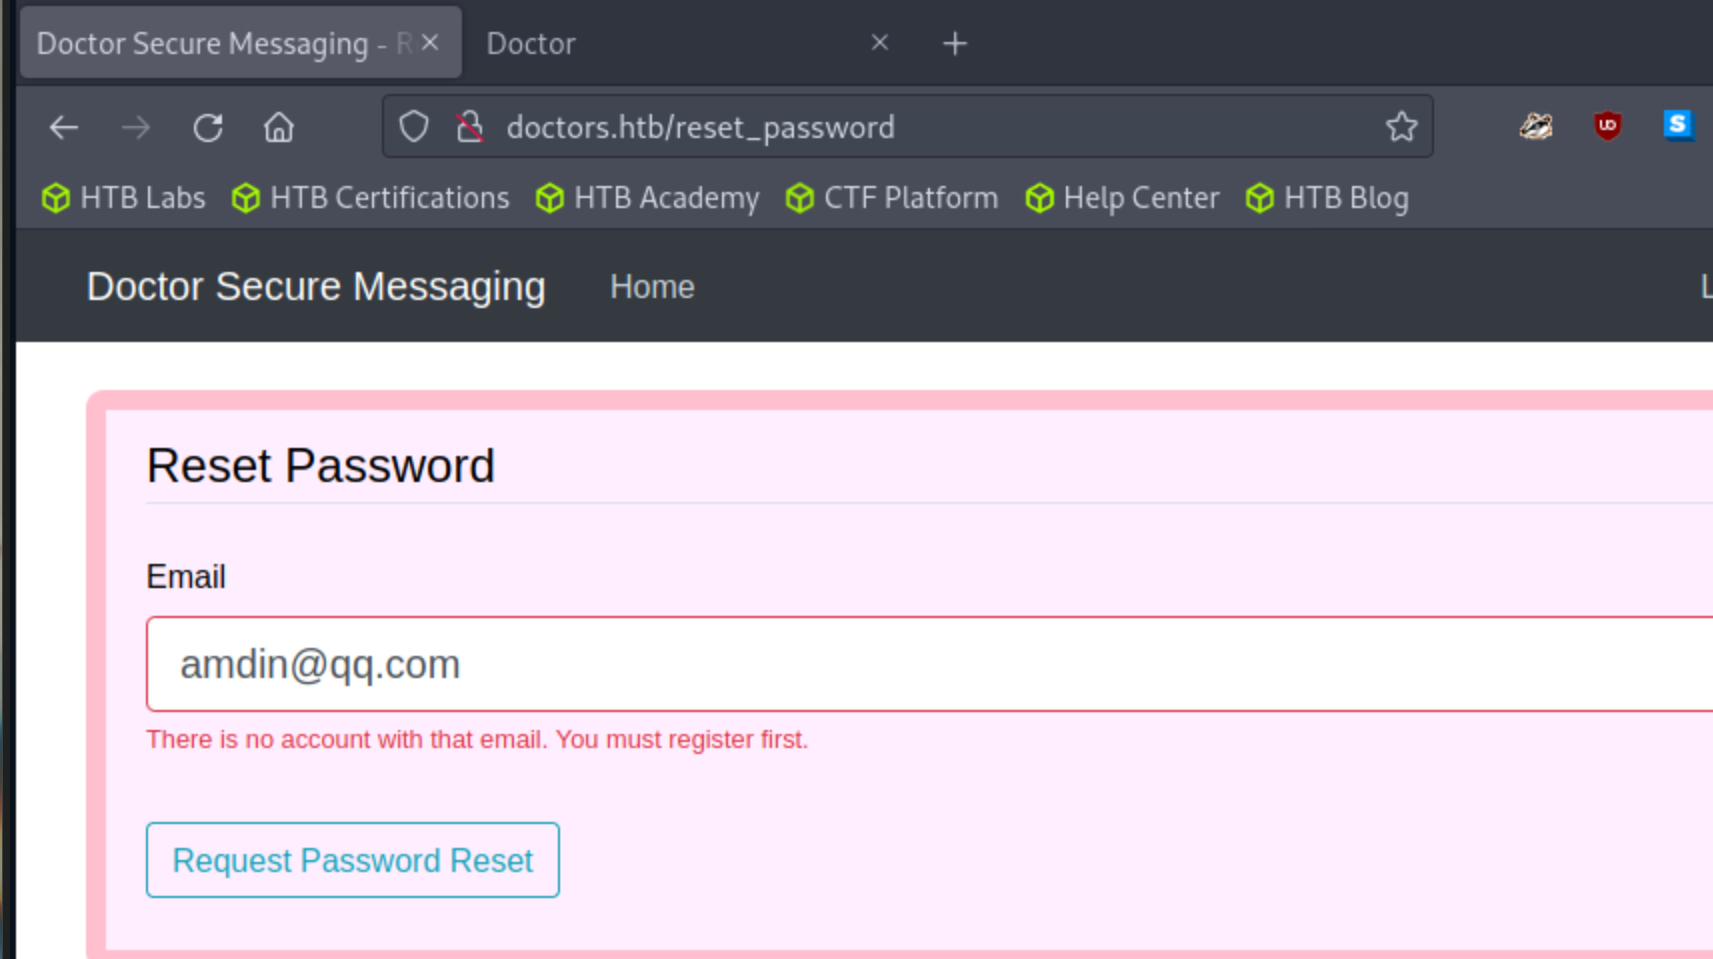 Doctor Secure Messaging - R Doctor
doctors.htb/reset_password
HTB Labs HTB Certifications HTB Academy CTF Platform Help Center HTB Blog
Doctor Secure Messaging Home L
Reset Password
Email
amdin@qq.com
There is no account with that email. You must register first.
Request Password Reset